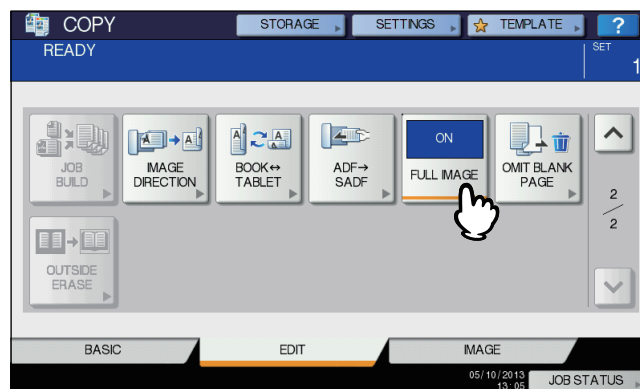 COPY
STORAGE
SETTINGS
TEMPLATE
?
READY
SET
1
JOB
BUILD
IMAGE
DIRECTION
BOOK↔
TABLET
ADF→
SADF
ON
FULL IMAGE
OMIT BLANK
PAGE
2
2
OUTSIDE
ERASE
BASIC
EDIT
IMAGE
05/10/2013
13:05
JOB STATUS